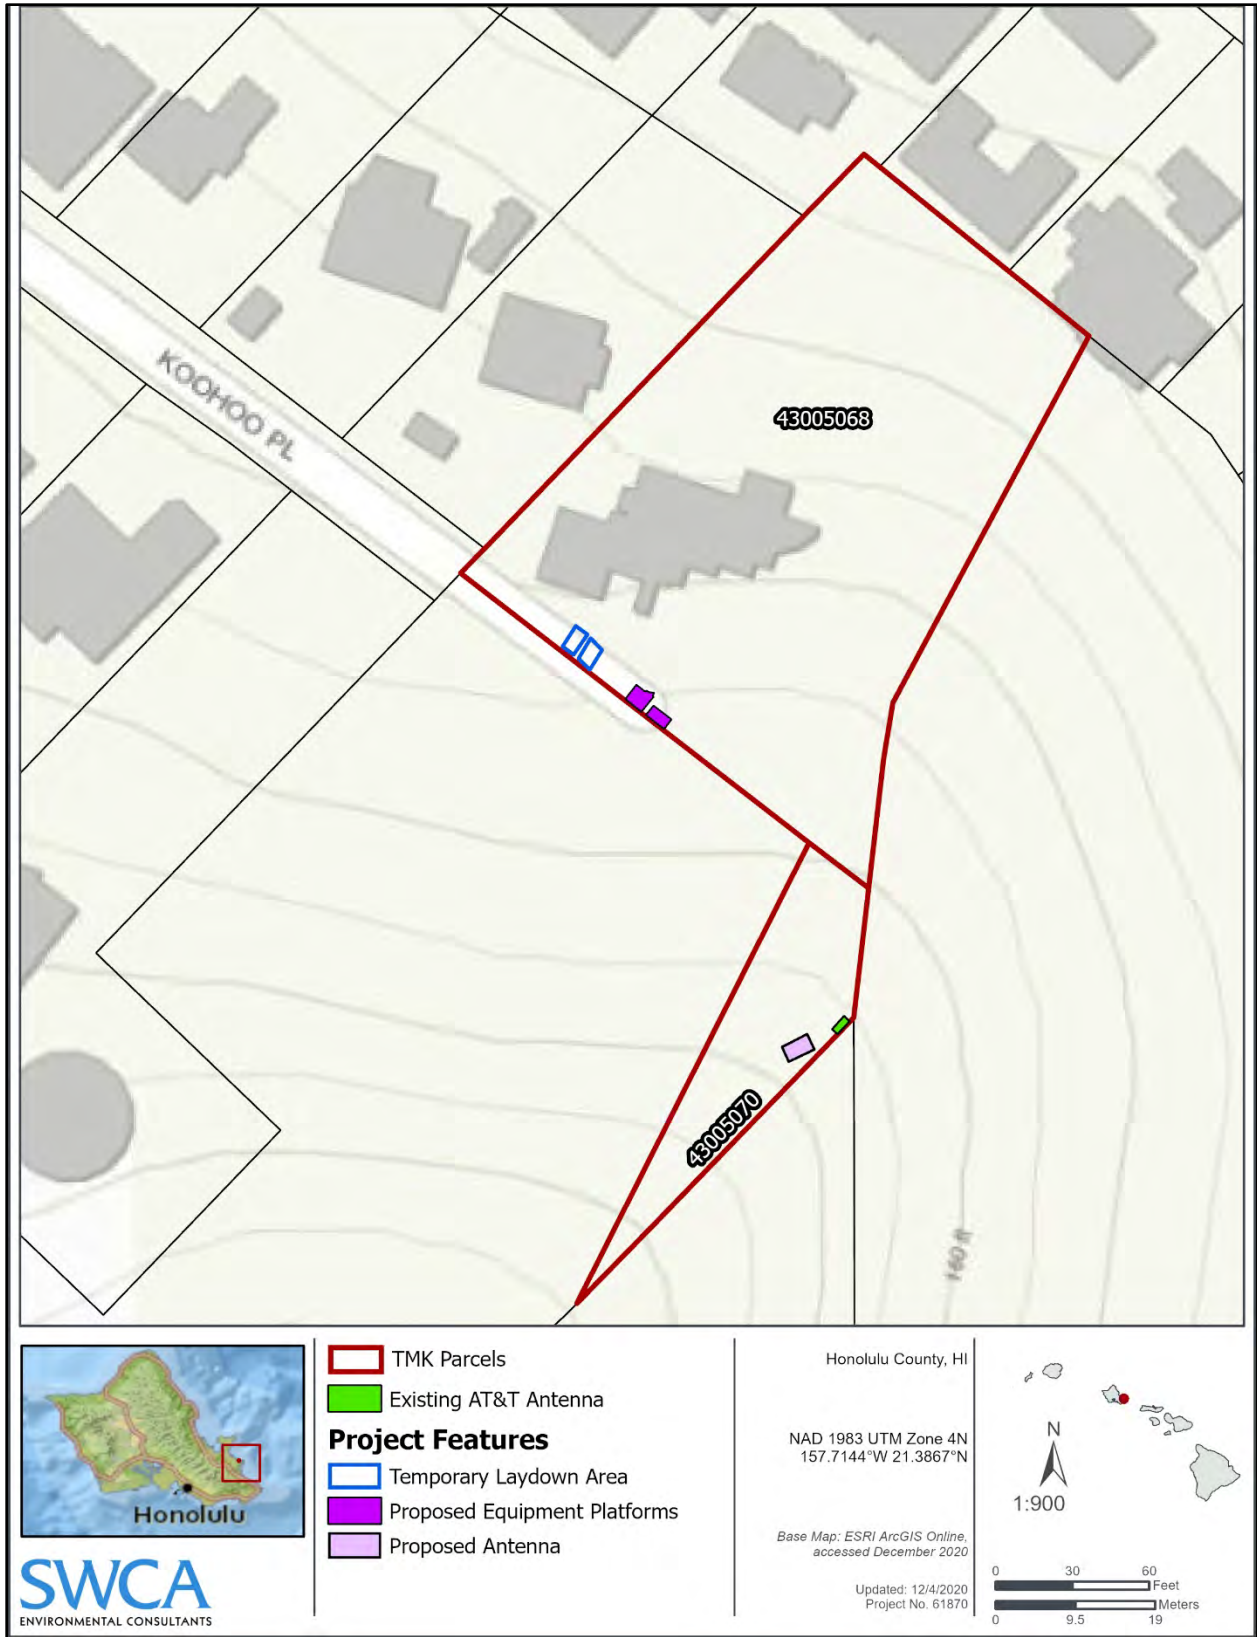 KOOHOO PL
43005068
43005070
Honolulu
SWCA
ENVIRONMENTAL CONSULTANTS
TMK Parcels
Existing AT&T Antenna
Project Features
Temporary Laydown Area
Proposed Equipment Platforms
Proposed Antenna
Honolulu County, HI
NAD 1983 UTM Zone 4N
157.7144°W 21.3867°N
Base Map: ESRI ArcGIS Online,
accessed December 2020
Updated: 12/4/2020
Project No. 61870
N
1:900
0 30 60
Feet
Meters
0 9.5 19